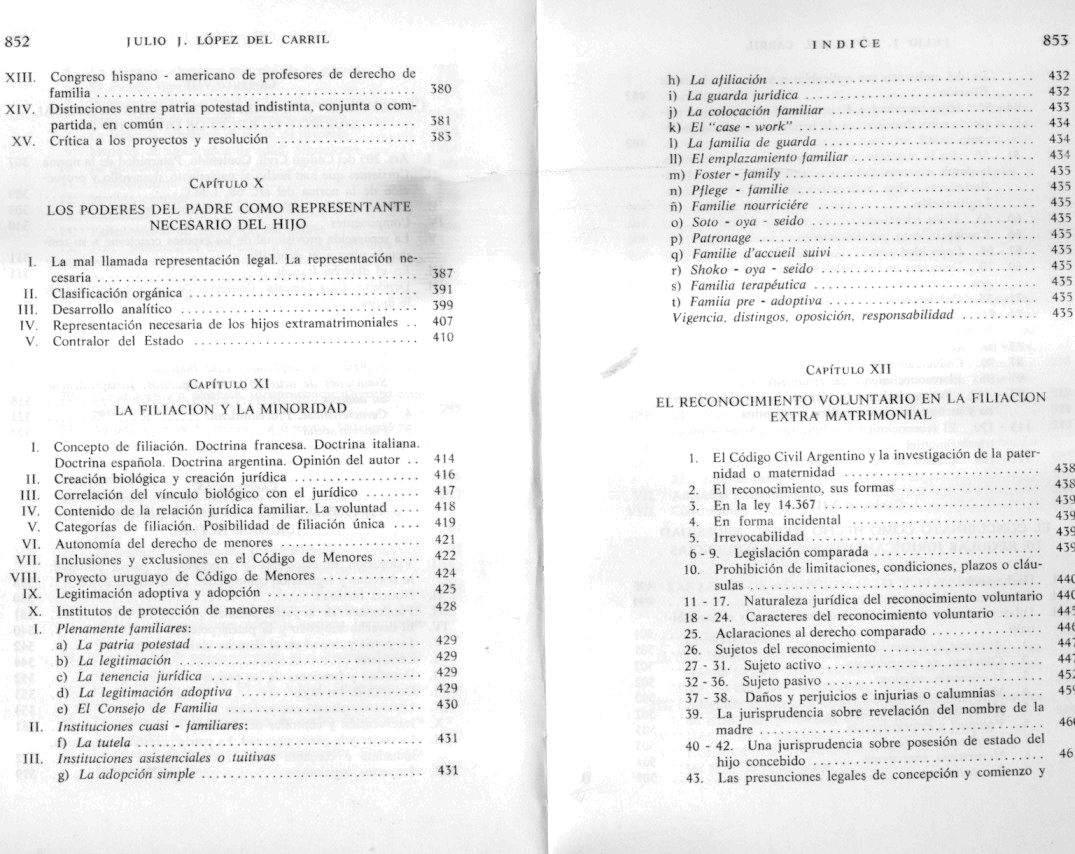 852 JULIO J. LÓPEZ DEL CARRIL
XIII. Congreso hispano - americano de profesores de derecho de
familia ........................................ 380
XIV. Distinciones entre patria potestad indistinta, conjunta o com-
partida, en común ............................... 381
XV. Crítica a los proyectos y resolución .................. 383
CAPÍTULO X
LOS PODERES DEL PADRE COMO REPRESENTANTE
NECESARIO DEL HIJO
I. La mal llamada representación legal. La representación ne-
cesaria ........................................ 387
II. Clasificación orgánica ............................. 391
III. Desarrollo analítico .............................. 399
IV. Representación necesaria de los hijos extramatrimoniales .. 407
V. Contralor del Estado ............................ 410
CAPÍTULO XI
LA FILIACION Y LA MINORIDAD
I. Concepto de filiación. Doctrina francesa. Doctrina italiana.
Doctrina española. Doctrina argentina. Opinión del autor .. 414
II. Creación biológica y creación jurídica ................ 416
III. Correlación del vínculo biológico con el jurídico ........ 417
IV. Contenido de la relación jurídica familiar. La voluntad .... 418
V. Categorías de filiación. Posibilidad de filiación única .... 419
VI. Autonomía del derecho de menores .................. 421
VII. Inclusiones y exclusiones en el Código de Menores ...... 422
VIII. Proyecto uruguayo de Código de Menores ............. 424
IX. Legitimación adoptiva y adopción .................... 425
X. Institutos de protección de menores .................. 428
I. Plenamente familiares:
a) La patria potestad ............................ 429
b) La legitimación .............................. 429
c) La tenencia jurídica ........................... 429
d) La legitimación adoptiva ....................... 429
e) El Consejo de Familia ......................... 430
II. Instituciones cuasi - familiares:
f) La tutela .................................... 431
III. Instituciones asistenciales o tuitivas
g) La adopción simple ............................ 431
INDICE 853
h) La afiliación ................................. 432
i) La guarda jurídica ............................. 432
j) La colocación familiar .......................... 433
k) El "case - work" .............................. 434
l) La familia de guarda ........................... 434
ll) El emplazamiento familiar ....................... 434
m) Foster - family ................................ 435
n) Pflege - familie ............................... 435
ñ) Familie nourriciére ............................ 435
o) Soto - oya - seido ............................. 435
p) Patronage ................................... 435
q) Familie d'accueil suivi .......................... 435
r) Shoko - oya - seido ............................ 435
s) Familia terapéutica ............................ 435
t) Famiia pre - adoptiva ........................... 435
Vigencia, distingos, oposición, responsabilidad ........... 435
CAPÍTULO XII
EL RECONOCIMIENTO VOLUNTARIO EN LA FILIACION
EXTRA MATRIMONIAL
1. El Código Civil Argentino y la investigación de la pater-
nidad o maternidad ......................... 438
2. El reconocimiento, sus formas .................. 438
3. En la ley 14.367 ............................ 439
4. En forma incidental ......................... 439
5. Irrevocabilidad ............................. 439
6 - 9. Legislación comparada ..................... 439
10. Prohibición de limitaciones, condiciones, plazos o cláu-
sulas ..................................... 440
11 - 17. Naturaleza jurídica del reconocimiento voluntario 440
18 - 24. Caracteres del reconocimiento voluntario ....... 445
25. Aclaraciones al derecho comparado .............. 446
26. Sujetos del reconocimiento .................... 447
27 - 31. Sujeto activo ............................ 447
32 - 36. Sujeto pasivo ............................ 452
37 - 38. Daños y perjuicios e injurias o calumnias ...... 459
39. La jurisprudencia sobre revelación del nombre de la
madre .................................... 460
40 - 42. Una jurisprudencia sobre posesión de estado del
hijo concebido ............................. 46
43. Las presunciones legales de concepción y comienzo y